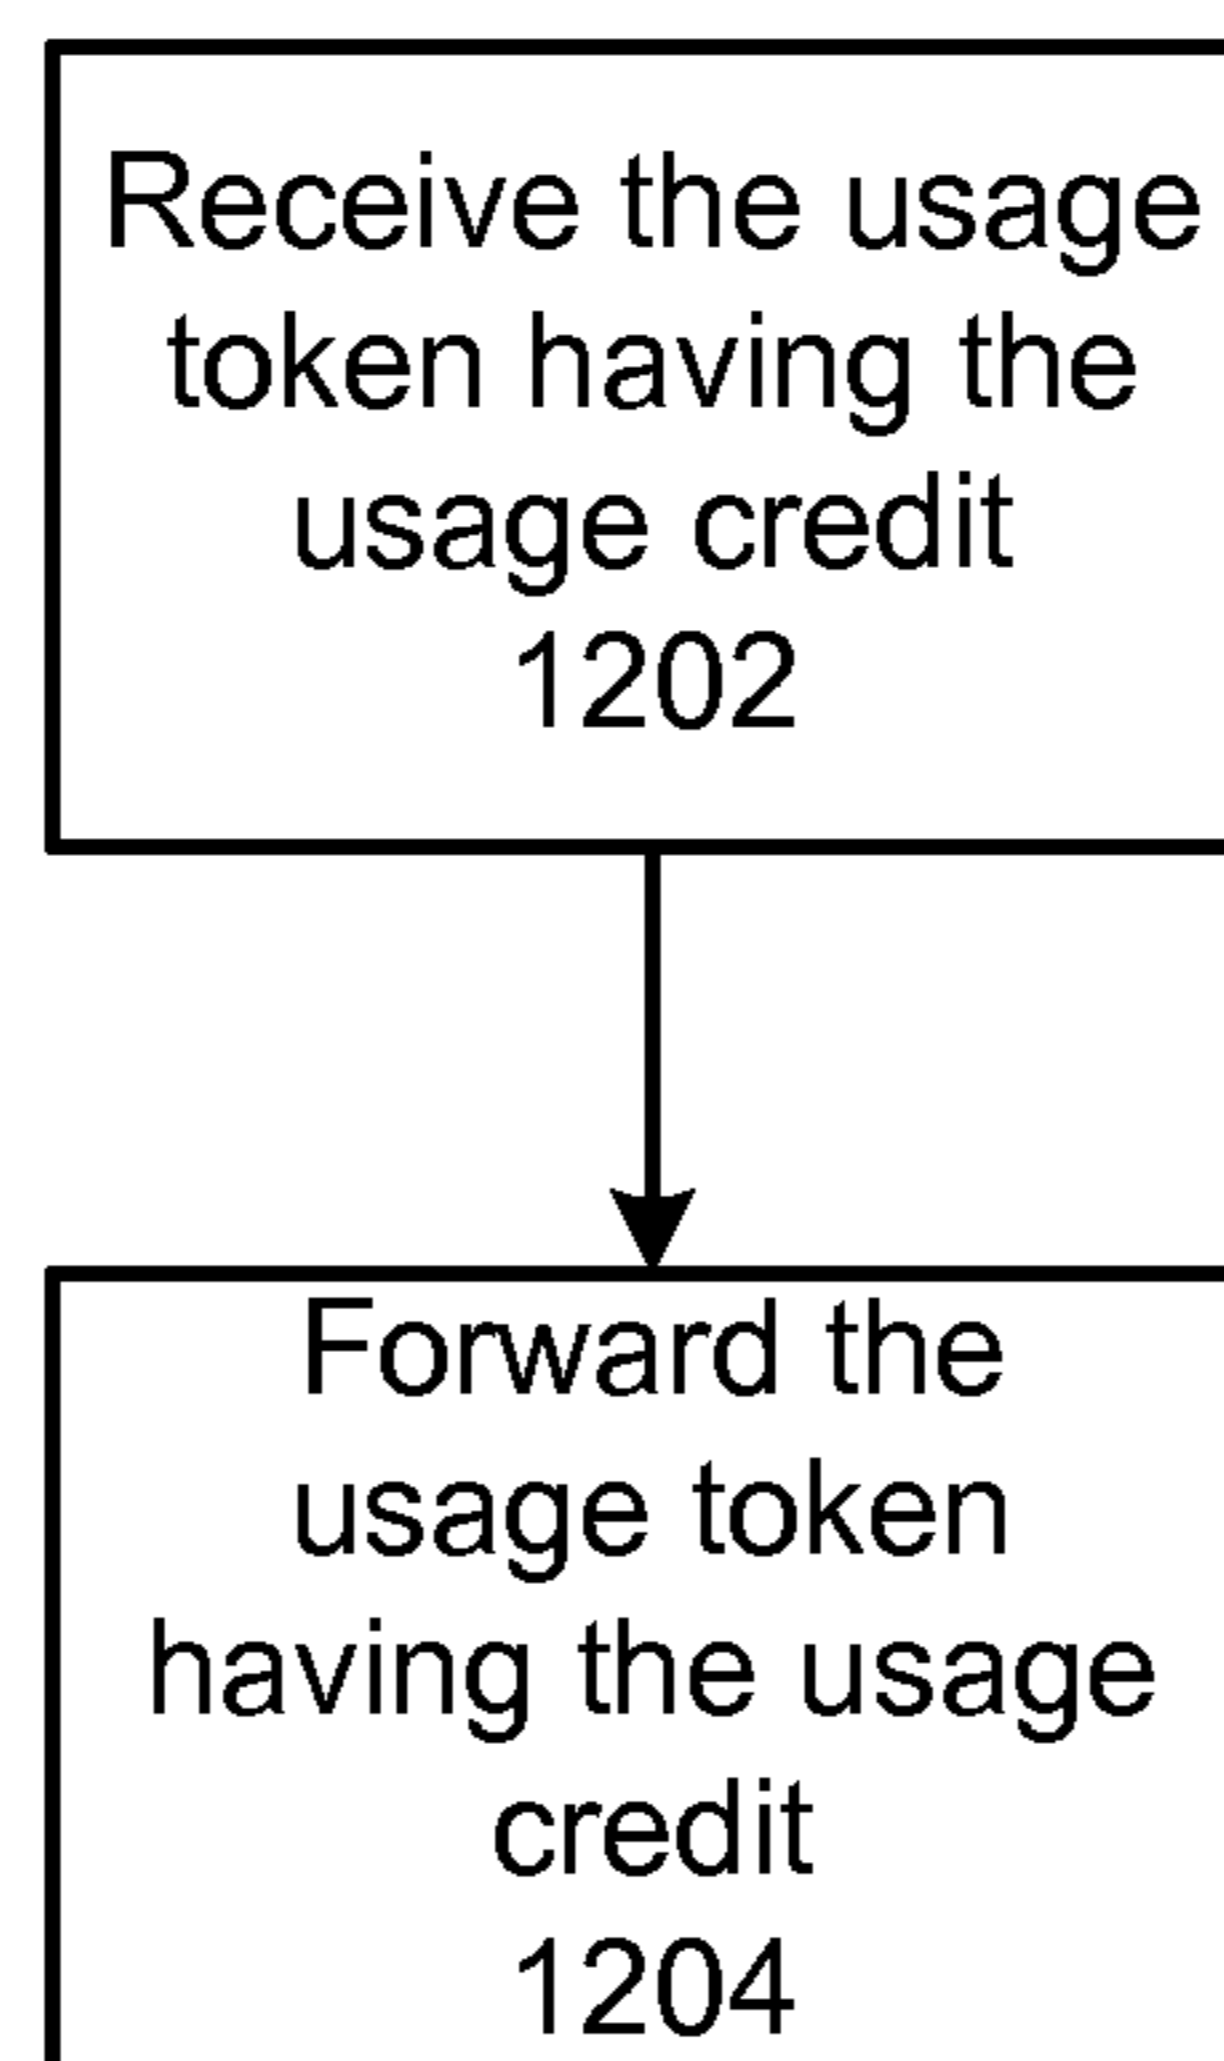 Receive the usage
token having the
usage credit
1202
Forward the
usage token
having the usage
credit
1204